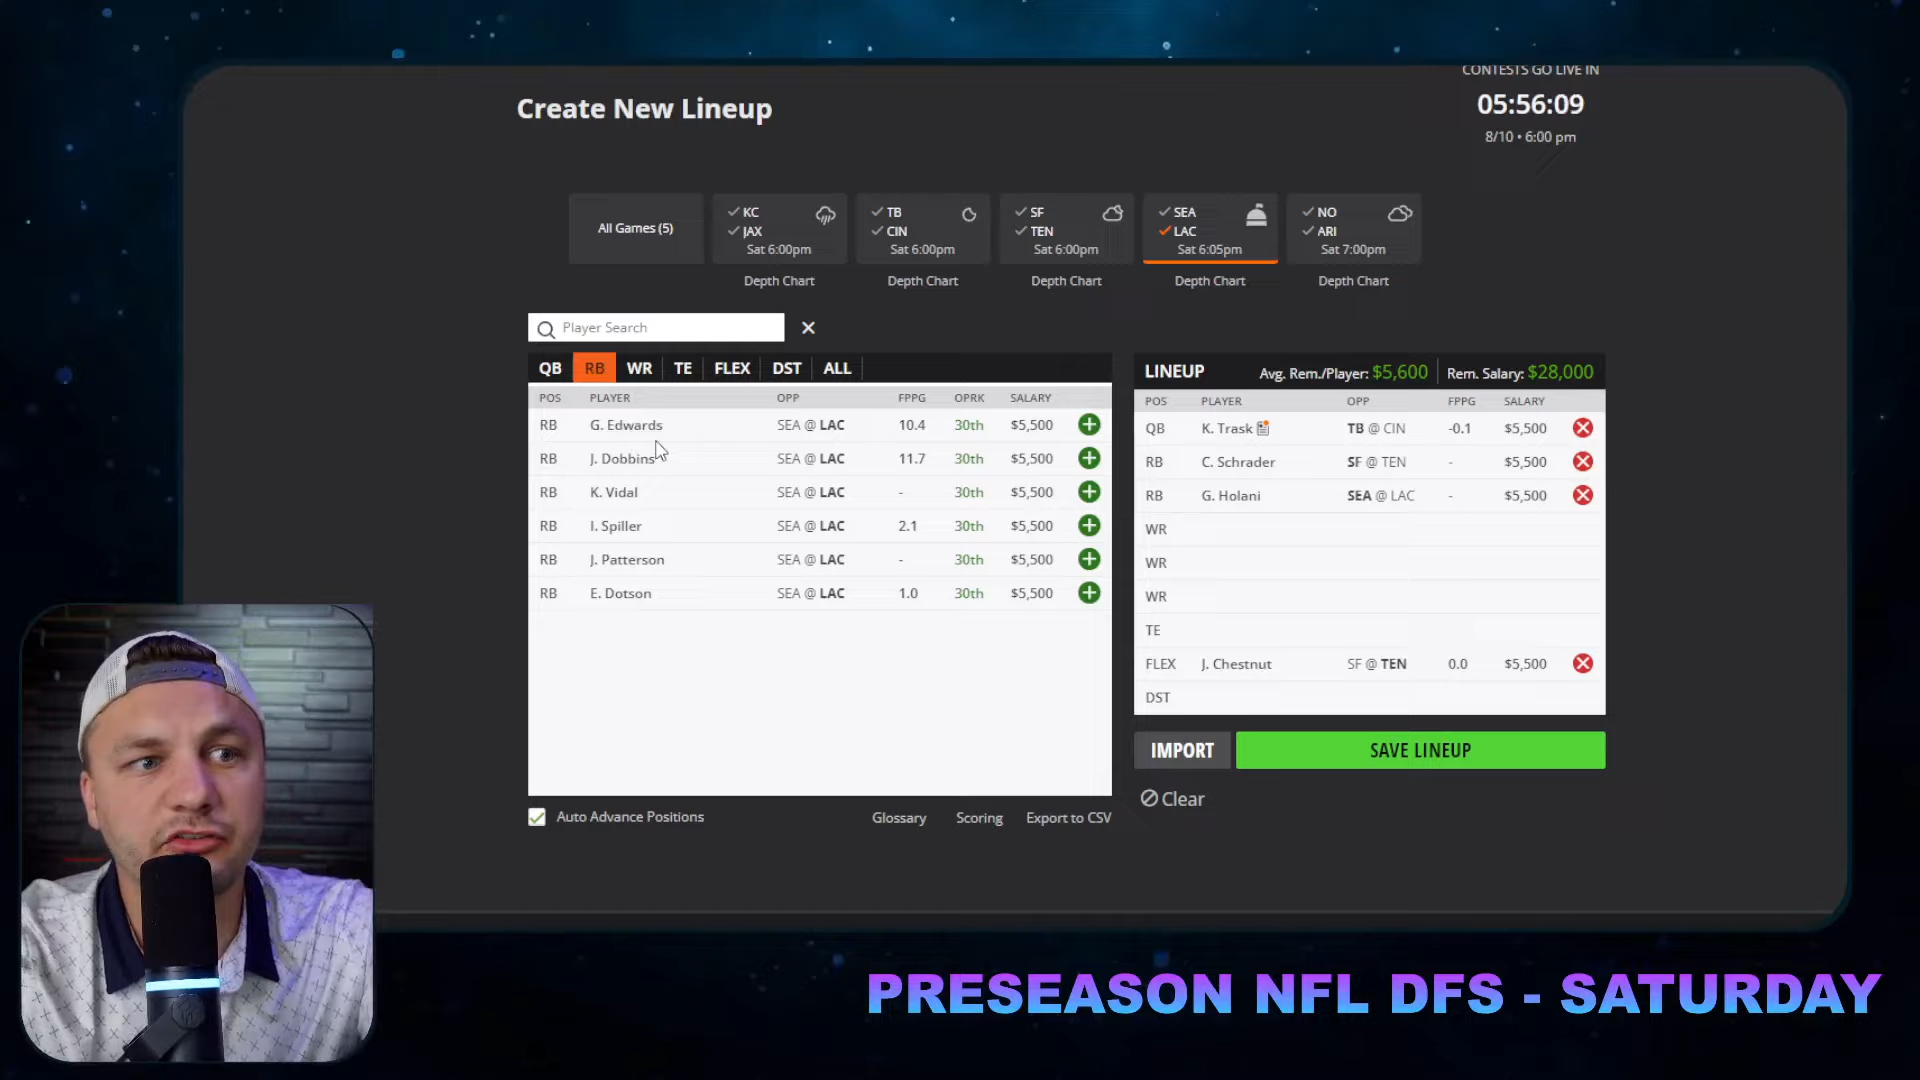 CONTESTS GO LIVE IN
Create New Lineup
05:56:09
8/10 • 6:00 pm
All Games (5)
KC
JAX
Sat 6:00pm
TB
CIN
Sat 6:00pm
SF
TEN
Sat 6:00pm
SEA
LAC
Sat 6:05pm
NO
ARI
Sat 7:00pm
Depth Chart
Depth Chart
Depth Chart
Depth Chart
Depth Chart
Player Search
QB RB WR TE FLEX DST ALL
POS PLAYER OPP FPPG OPRK SALARY
RB G. Edwards SEA @ LAC 10.4 30th $5,500
RB J. Dobbins SEA @ LAC 11.7 30th $5,500
RB K. Vidal SEA @ LAC - 30th $5,500
RB I. Spiller SEA @ LAC 2.1 30th $5,500
RB J. Patterson SEA @ LAC - 30th $5,500
RB E. Dotson SEA @ LAC 1.0 30th $5,500
Auto Advance Positions
Glossary Scoring Export to CSV
LINEUP Avg. Rem./Player: $5,600 Rem. Salary: $28,000
POS PLAYER OPP FPPG SALARY
QB K. Trask TB @ CIN -0.1 $5,500
RB C. Schrader SF @ TEN - $5,500
RB G. Holani SEA @ LAC - $5,500
WR
WR
WR
TE
FLEX J. Chestnut SF @ TEN 0.0 $5,500
DST
IMPORT SAVE LINEUP
Clear
PRESEASON NFL DFS - SATURDAY